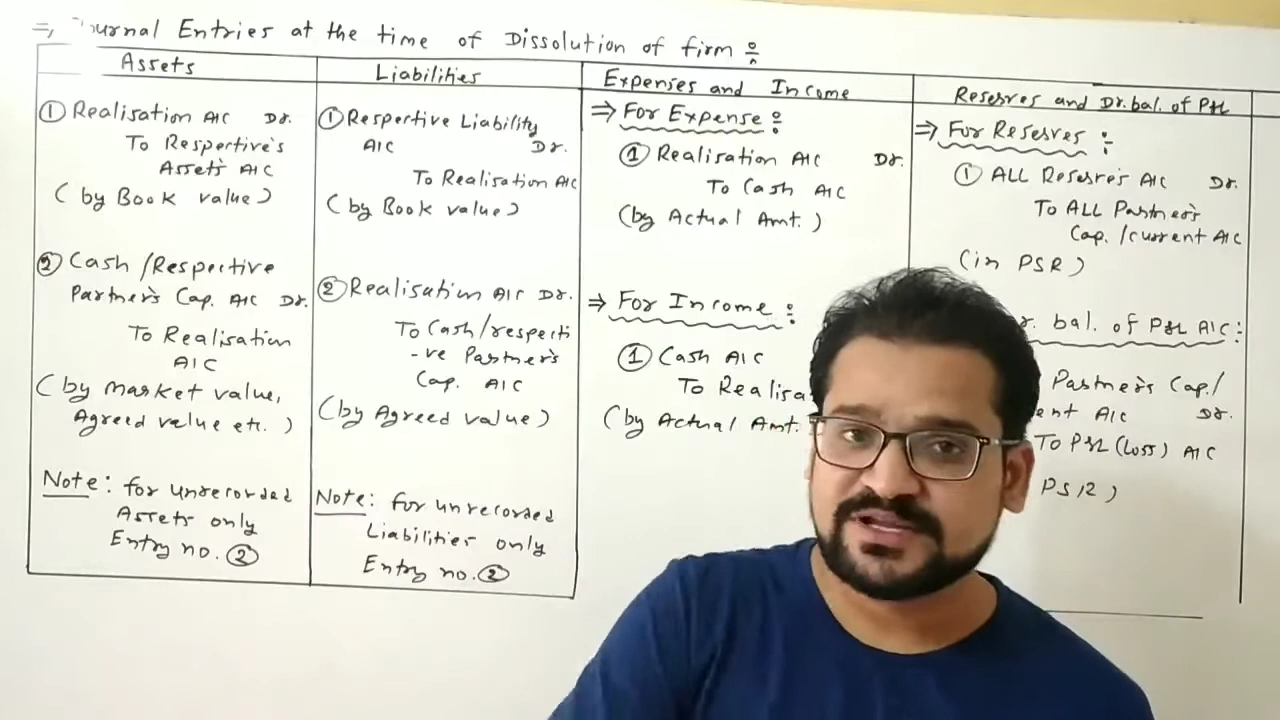 =, Journal Entries at the time of Dissolution of firm :
Assets
① Realisation A/C Dr.
To Respective's
Assets A/C
(by Book value)
② Cash /Respective
Partner's Cap. A/C Dr.
To Realisation
A/C
(by market value,
Agreed value etc.)
Note: for unrecorded
Assets only
Entry no. ②
Liabilities
① Respective Liability
A/C Dr.
To Realisation A/C
(by Book value)
② Realisation A/C Dr.
To Cash/respecti
-ve Partner's
Cap. A/C
(by Agreed value)
Note: for unrecorded
Liabilities only
Entry no. ②
Expenses and Income
⇒ For Expense :
① Realisation A/C Dr.
To Cash A/C
(by Actual Amt.)
⇒ For Income :
① Cash A/C
To Realisa
(by Actual Amt.
Reserves and Dr. bal. of P&L
⇒ For Reserves :
① ALL Reserve's A/C Dr.
To ALL Partner's
Cap. /current A/C
(in PSR)
r. bal. of P&L A/C :
Partner's Cap/
ent A/C Dr.
To P&L (Loss) A/C
PSR)